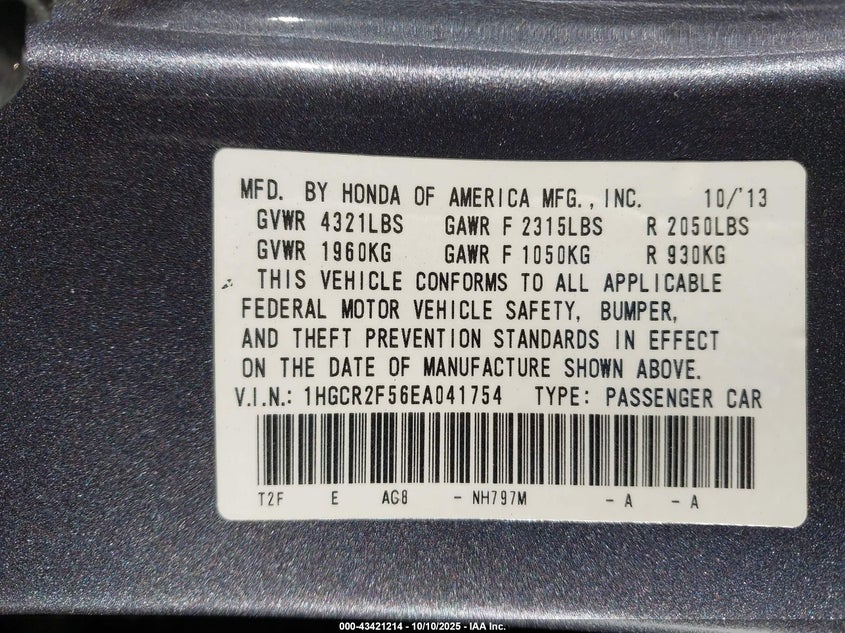 MFD. BY HONDA OF AMERICA MFG., INC. 10/'13
GVWR 4321LBS GAWR F 2315LBS R 2050LBS
GVWR 1960KG GAWR F 1050KG R 930KG
THIS VEHICLE CONFORMS TO ALL APPLICABLE
FEDERAL MOTOR VEHICLE SAFETY, BUMPER,
AND THEFT PREVENTION STANDARDS IN EFFECT
ON THE DATE OF MANUFACTURE SHOWN ABOVE.
V.I.N.: 1HGCR2F56EA041754 TYPE: PASSENGER CAR
T2F E AG8 - NH797M - A - A
000-43421214 - 10/10/2025 - IAA Inc.